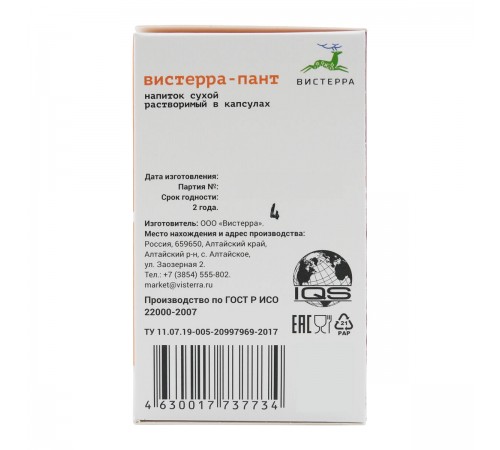 вистерра-пант
напиток сухой
растворимый в капсулах
ВИСТЕРРА
Дата изготовления:
Партия №:
Срок годности:
2 года.
4
Изготовитель: ООО «Вистерра».
Место нахождения и адрес производства:
Россия, 659650, Алтайский край,
Алтайский р-н, с. Алтайское,
ул. Заозерная 2.
Тел.: +7 (3854) 555-802.
market@visterra.ru
Производство по ГОСТ Р ИСО
22000-2007
IQS
EAC
21
PAP
ТУ 11.07.19-005-20997969-2017
4 630017 737734